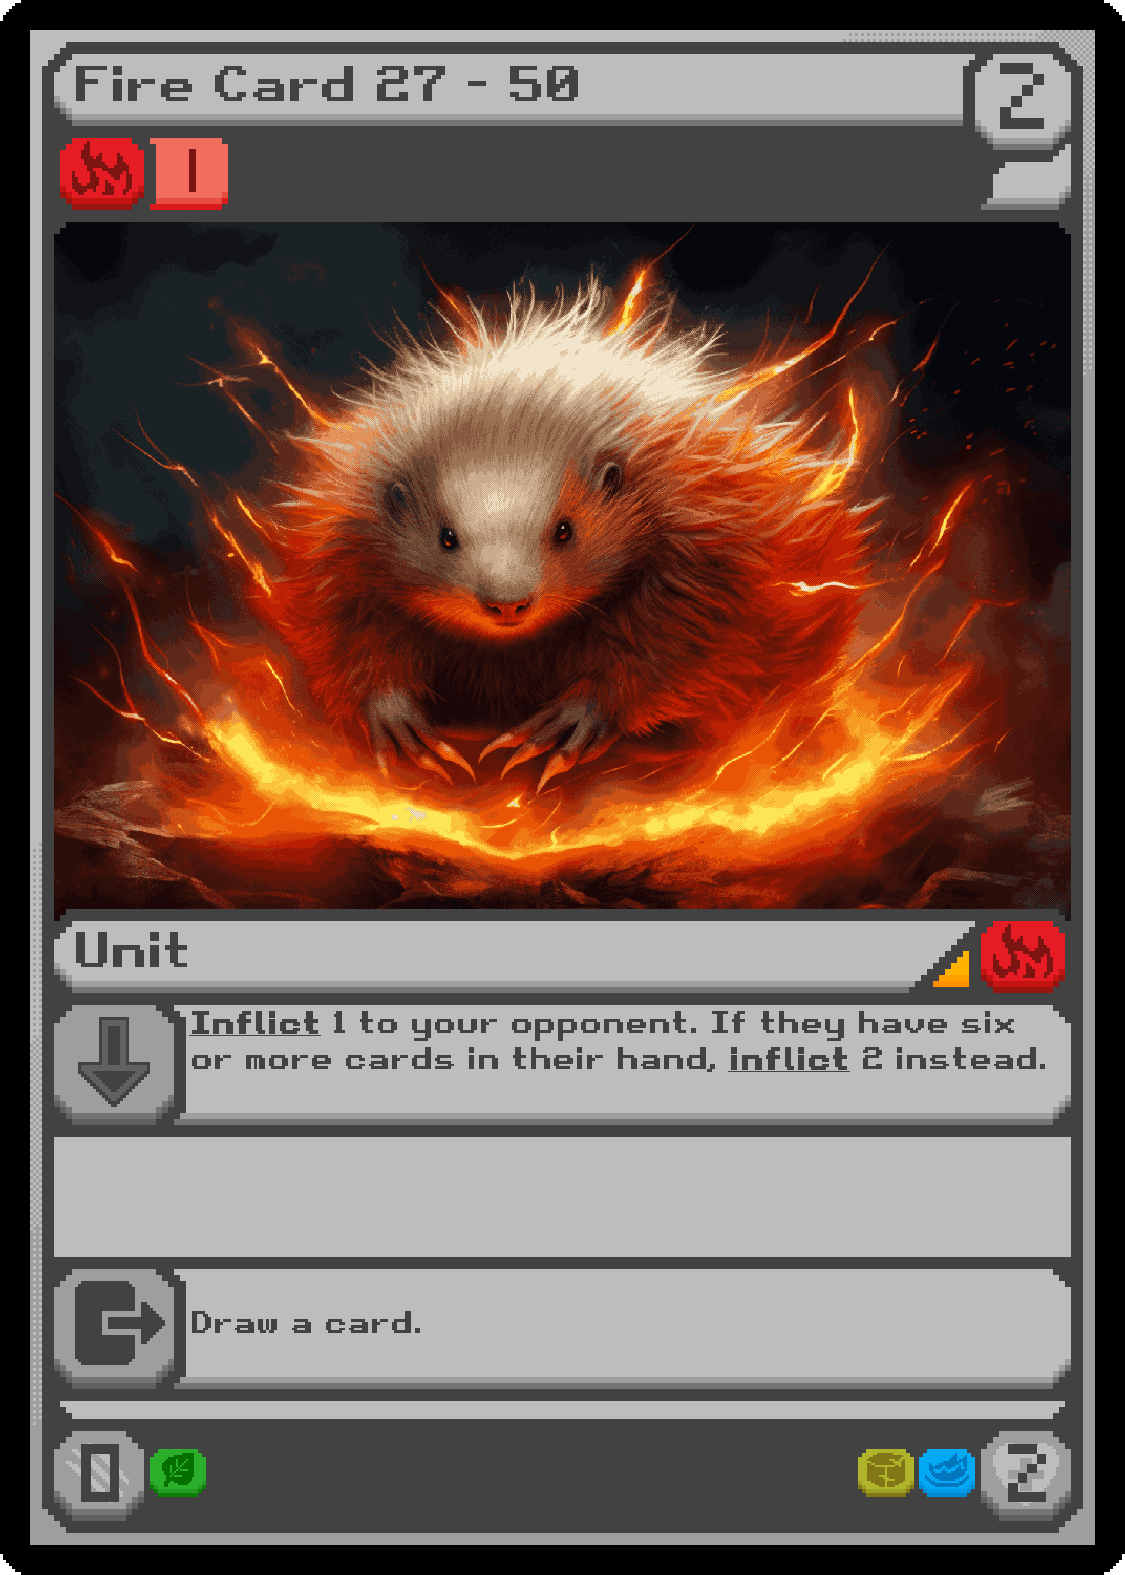 Fire Card 27 - 50
2
1
Unit
Inflict 1 to your opponent. If they have six
or more cards in their hand, inflict 2 instead.
Draw a card.
0
2